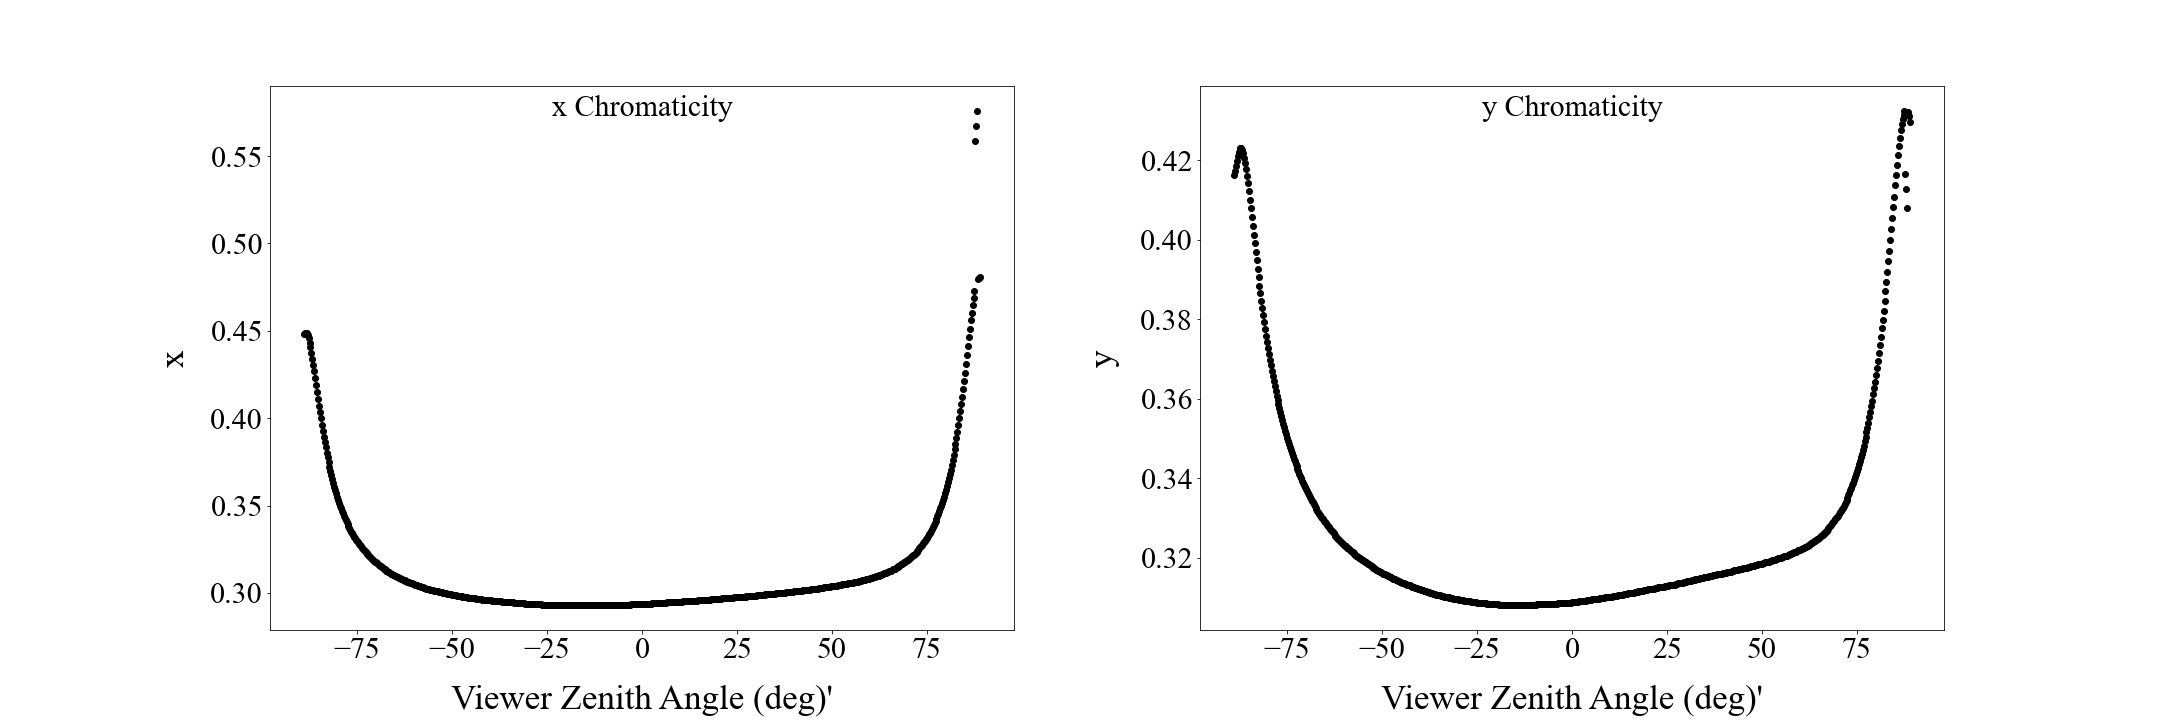 x Chromaticity
0.55
0.50
0.45
0.40
0.35
0.30
x
−75 −50 −25 0 25 50 75
Viewer Zenith Angle (deg)'
y Chromaticity
0.42
0.40
0.38
0.36
0.34
0.32
y
−75 −50 −25 0 25 50 75
Viewer Zenith Angle (deg)'